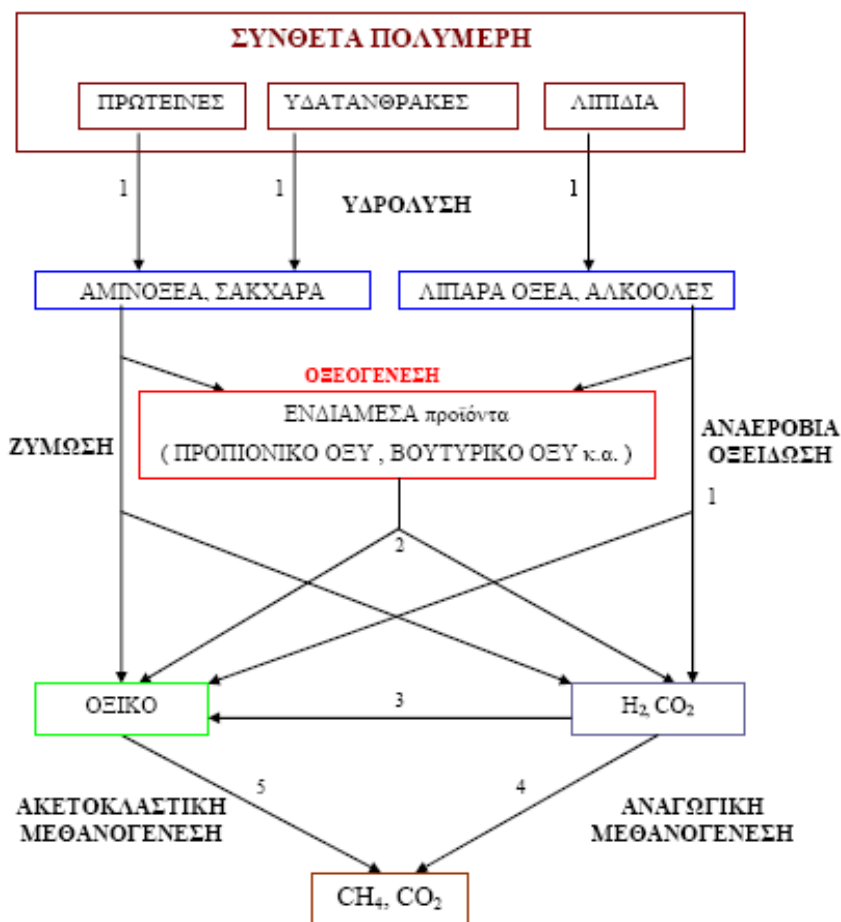 ΣΥΝΘΕΤΑ ΠΟΛΥΜΕΡΗ
ΠΡΩΤΕΙΝΕΣ
ΥΔΑΤΑΝΘΡΑΚΕΣ
ΛΙΠΙΔΙΑ
1
1
1
ΥΔΡΟΛΥΣΗ
ΑΜΙΝΟΞΕΑ, ΣΑΚΧΑΡΑ
ΛΙΠΑΡΑ ΟΞΕΑ, ΑΛΚΟΟΛΕΣ
ΟΞΕΟΓΕΝΕΣΗ
ΕΝΔΙΑΜΕΣΑ προϊόντα
( ΠΡΟΠΙΟΝΙΚΟ ΟΞΥ , ΒΟΥΤΥΡΙΚΟ ΟΞΥ κ.α. )
ΖΥΜΩΣΗ
ΑΝΑΕΡΟΒΙΑ
ΟΞΕΙΔΩΣΗ
1
2
ΟΞΙΚΟ
3
H₂, CO₂
5
4
ΑΚΕΤΟΚΛΑΣΤΙΚΗ
ΜΕΘΑΝΟΓΕΝΕΣΗ
ΑΝΑΓΩΓΙΚΗ
ΜΕΘΑΝΟΓΕΝΕΣΗ
CH₄, CO₂